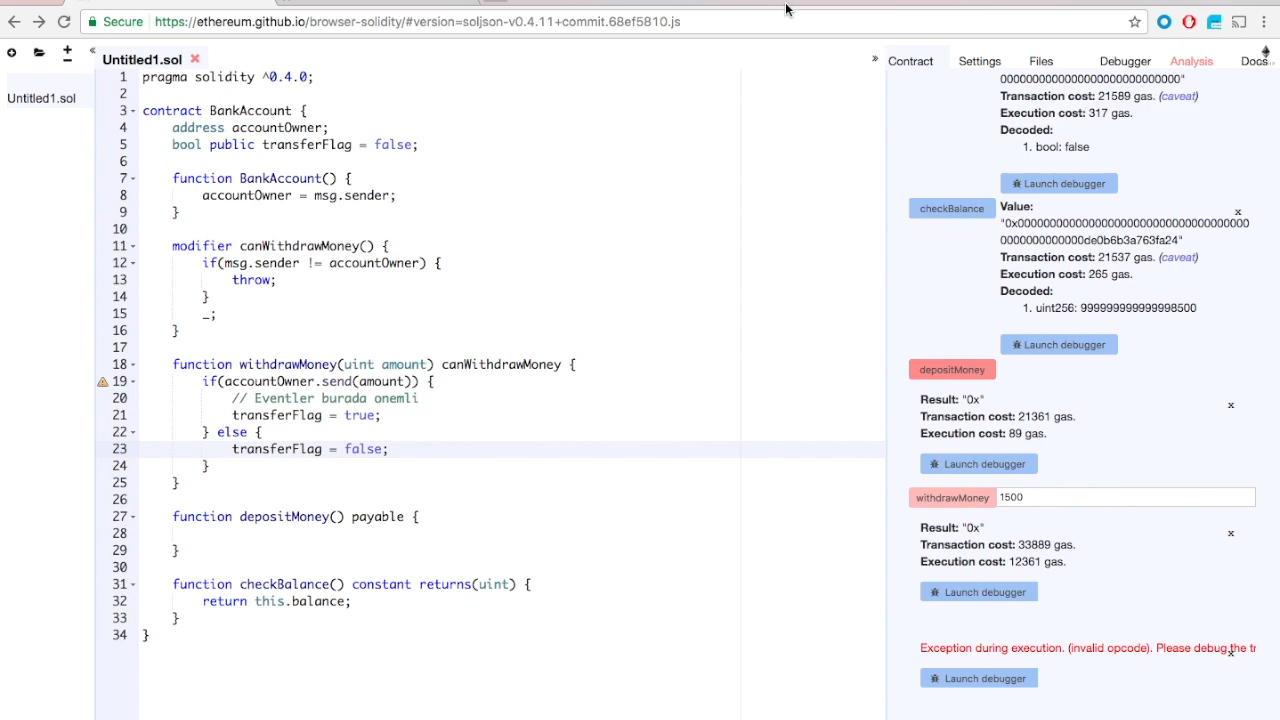 Secure https://ethereum.github.io/browser-solidity/#version=soljson-v0.4.11+commit.68ef5810.js
Untitled1.sol
Untitled1.sol
1 pragma solidity ^0.4.0;
2
3 contract BankAccount {
4 address accountOwner;
5 bool public transferFlag = false;
6
7 function BankAccount() {
8 accountOwner = msg.sender;
9 }
10
11 modifier canWithdrawMoney() {
12 if(msg.sender != accountOwner) {
13 throw;
14 }
15 _;
16 }
17
18 function withdrawMoney(uint amount) canWithdrawMoney {
19 if(accountOwner.send(amount)) {
20 // Eventler burada onemli
21 transferFlag = true;
22 } else {
23 transferFlag = false;
24 }
25 }
26
27 function depositMoney() payable {
28
29 }
30
31 function checkBalance() constant returns(uint) {
32 return this.balance;
33 }
34 }
Contract Settings Files Debugger Analysis Docs
000000000000000000000000000"
Transaction cost: 21589 gas. (caveat)
Execution cost: 317 gas.
Decoded:
1. bool: false
Launch debugger
checkBalance Value: x
"0x0000000000000000000000000000000000
0000000000000de0b6b3a763fa24"
Transaction cost: 21537 gas. (caveat)
Execution cost: 265 gas.
Decoded:
1. uint256: 999999999999998500
Launch debugger
depositMoney
Result: "0x" x
Transaction cost: 21361 gas.
Execution cost: 89 gas.
Launch debugger
withdrawMoney 1500
Result: "0x" x
Transaction cost: 33889 gas.
Execution cost: 12361 gas.
Launch debugger
Exception during execution. (invalid opcode). Please debug the tr
x
Launch debugger